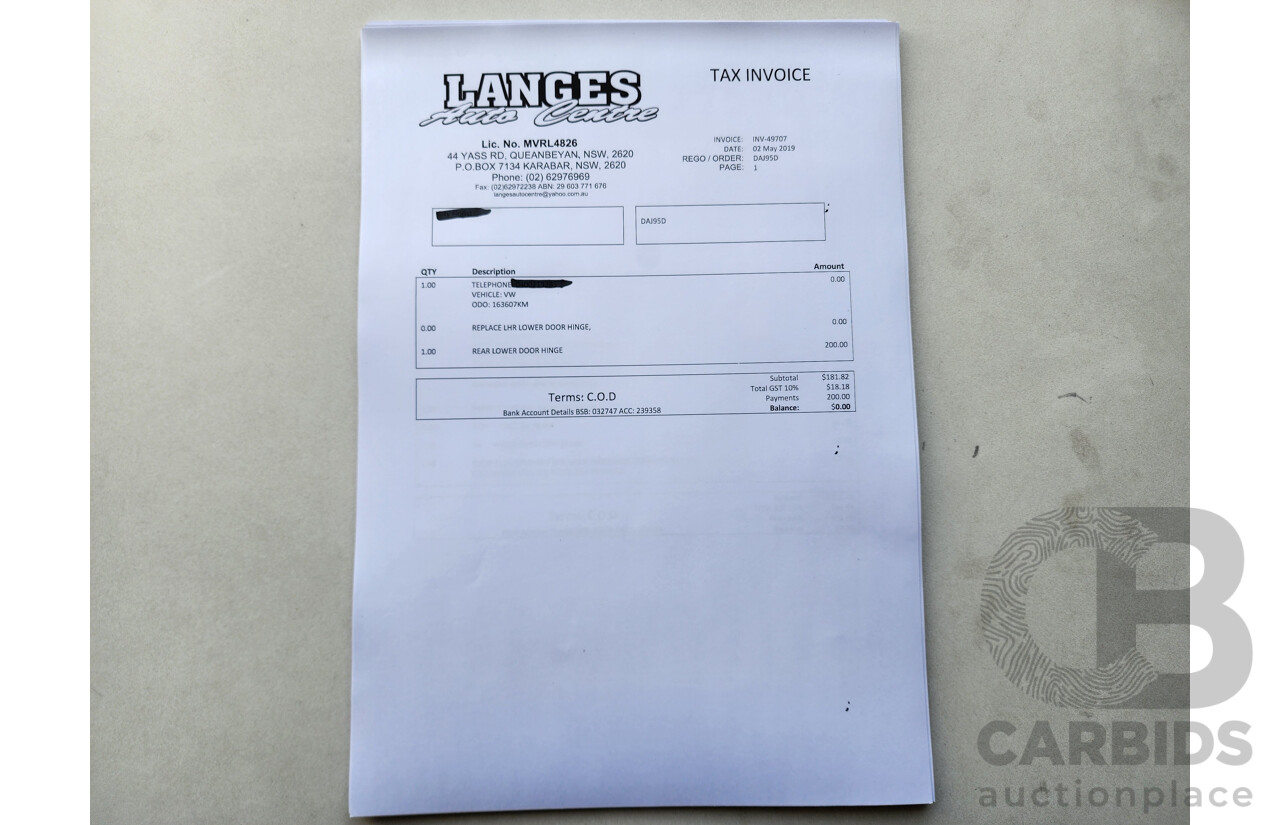 LANGES
Auto Centre
TAX INVOICE
Lic. No. MVRL4826
44 YASS RD, QUEANBEYAN, NSW, 2620
P.O.BOX 7134 KARABAR, NSW, 2620
Phone: (02) 62976969
Fax: (02)62972238 ABN: 29 603 771 676
langesautocentre@yahoo.com.au
INVOICE: INV-49707
DATE: 02 May 2019
REGO / ORDER: DAJ95D
PAGE: 1
DAJ95D
QTY Description Amount
1.00 TELEPHONE 0.00
VEHICLE: VW
ODO: 163607KM
0.00 REPLACE LHR LOWER DOOR HINGE, 0.00
1.00 REAR LOWER DOOR HINGE 200.00
Terms: C.O.D
Bank Account Details BSB: 032747 ACC: 239358
Subtotal $181.82
Total GST 10% $18.18
Payments 200.00
Balance: $0.00
CB
CARBIDS
auctionplace